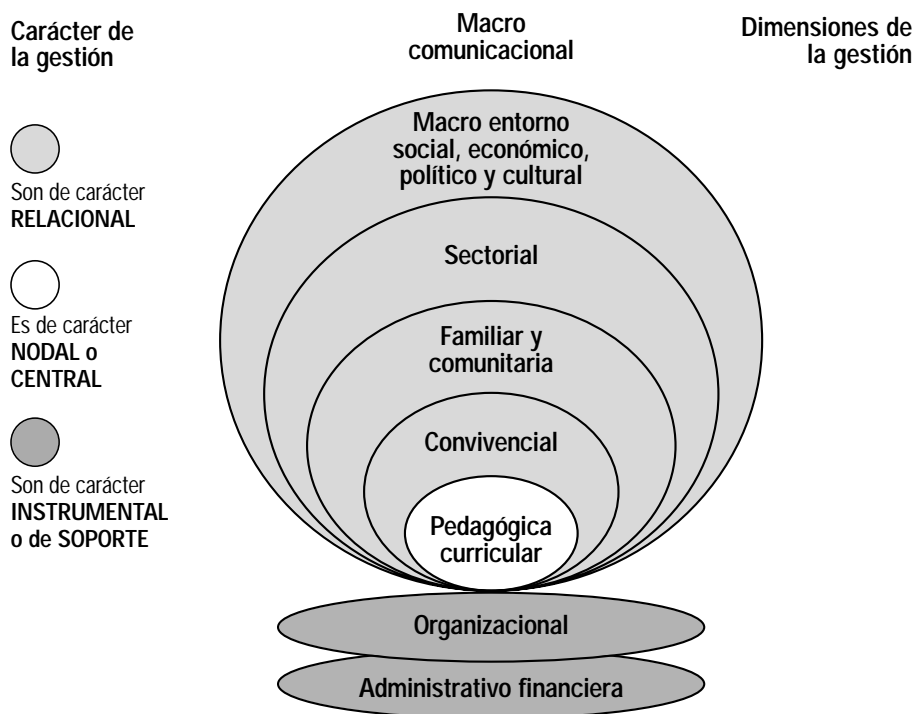 Carácter de
la gestión
Macro
comunicacional
Dimensiones de
la gestión
Son de carácter
RELACIONAL
Es de carácter
NODAL o
CENTRAL
Son de carácter
INSTRUMENTAL
o de SOPORTE
Macro entorno
social, económico,
político y cultural
Sectorial
Familiar y
comunitaria
Convivencial
Pedagógica
curricular
Organizacional
Administrativo financiera